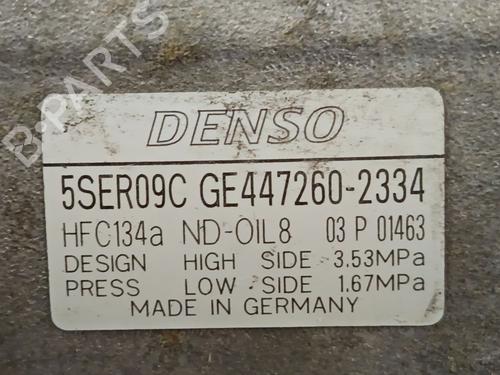 B-PARTS
DENSO
5SER09C GE447260-2334
HFC134a ND-OIL8 03 P 01463
DESIGN HIGH SIDE 3.53MPa
PRESS LOW SIDE 1.67MPa
MADE IN GERMANY